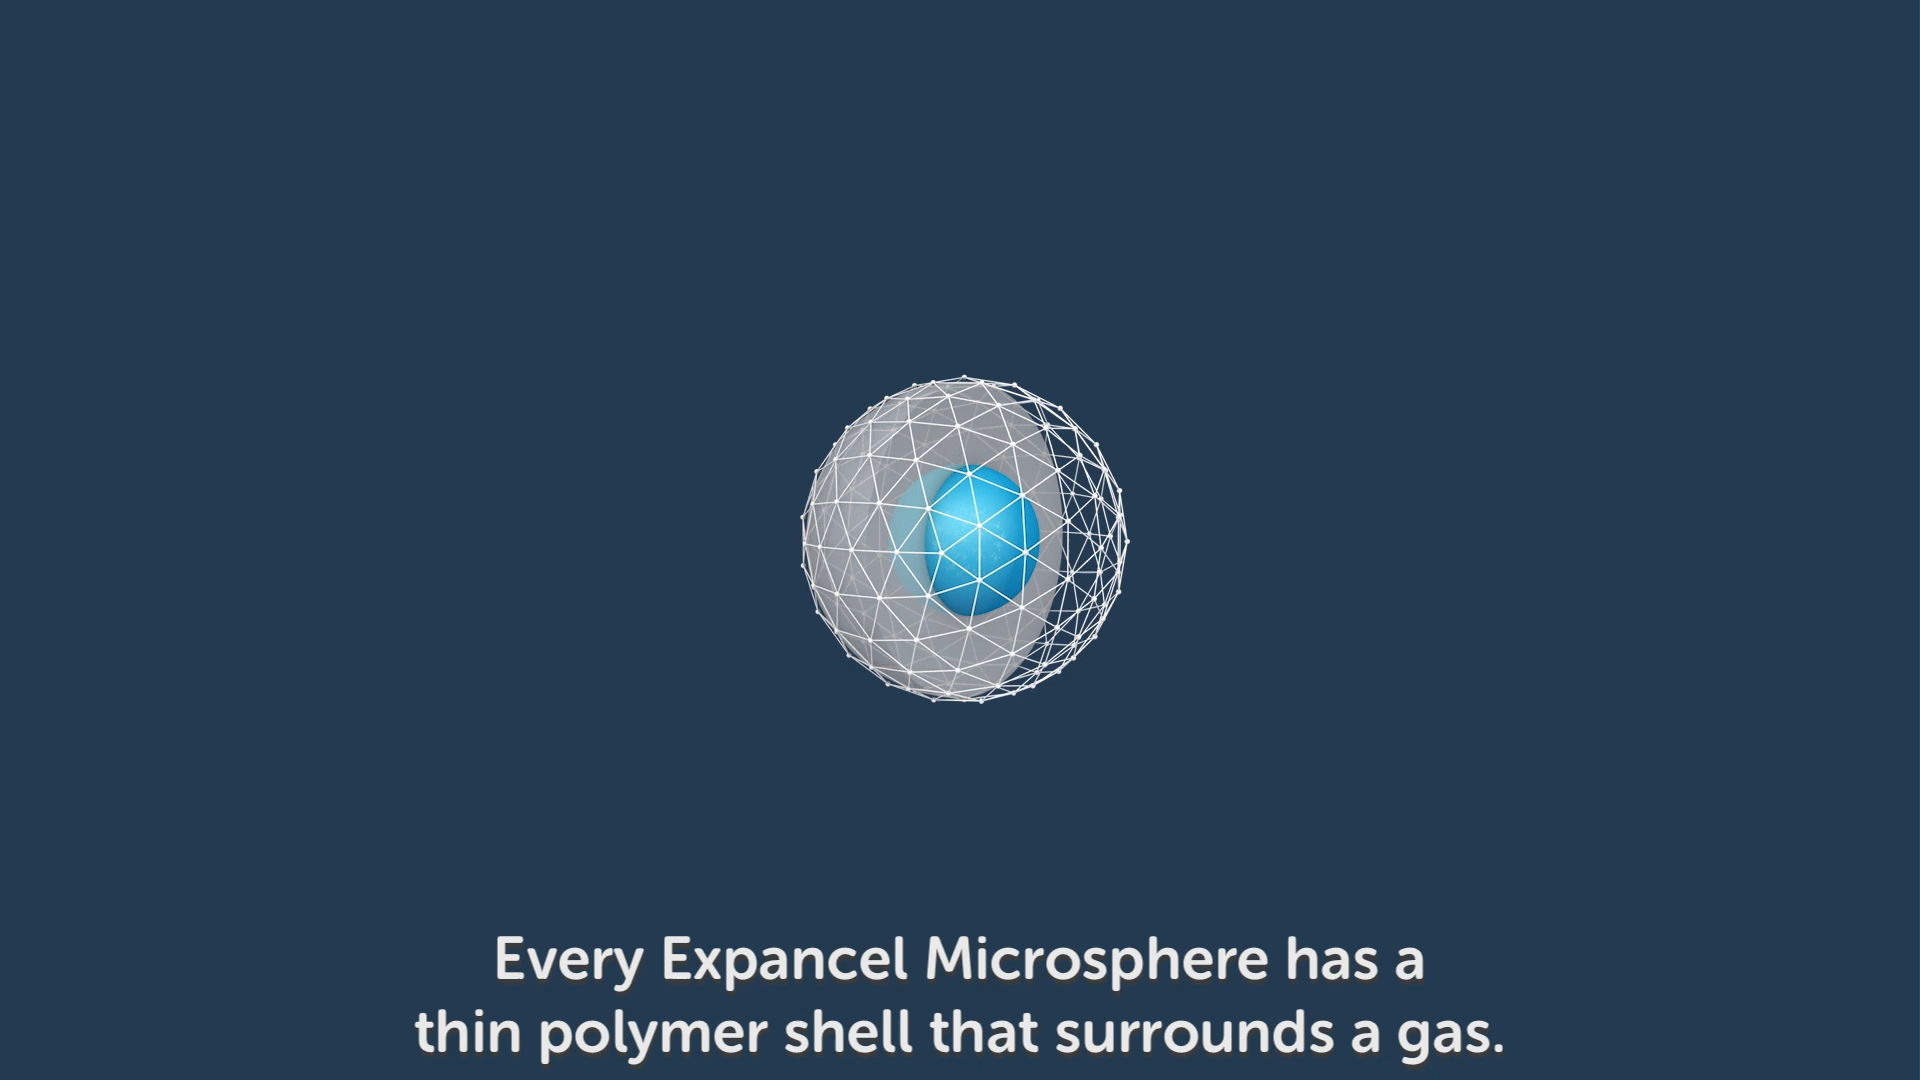 Every Expancel Microsphere has a
thin polymer shell that surrounds a gas.